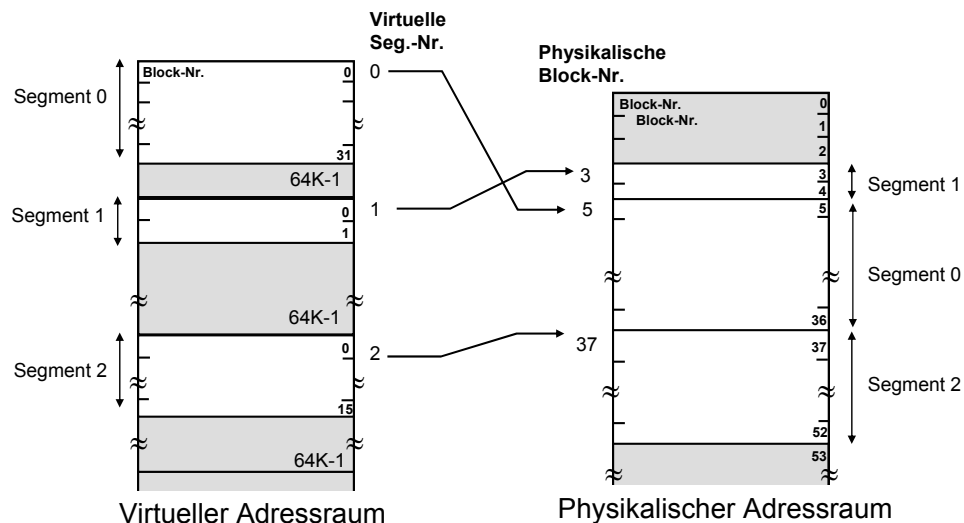 Virtuelle
Seg.-Nr.
Physikalische
Block-Nr.
Segment 0
Block-Nr.
0
31
64K-1
0
Segment 1
0
1
64K-1
1
Segment 2
0
15
64K-1
2
3
5
37
Block-Nr.
Block-Nr.
0
1
2
3
4
5
36
37
52
53
Segment 1
Segment 0
Segment 2
Virtueller Adressraum
Physikalischer Adressraum